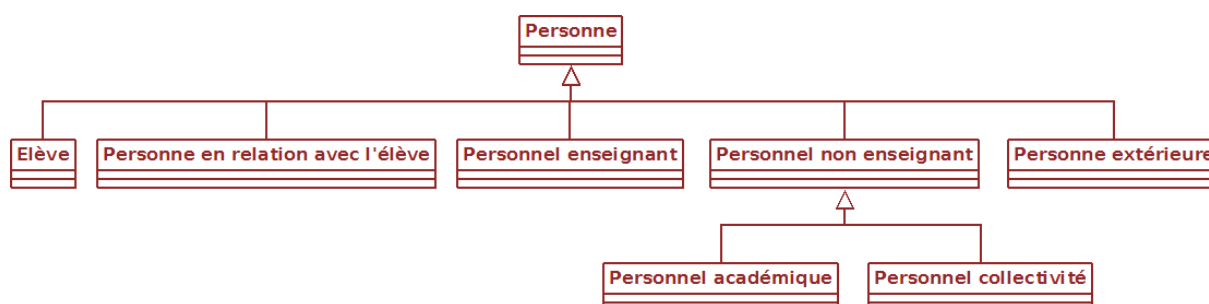 Personne
Elève
Personne en relation avec l'élève
Personnel enseignant
Personnel non enseignant
Personne extérieure
Personnel académique
Personnel collectivité